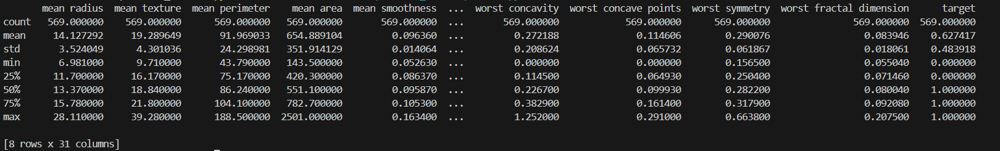 mean radius mean texture mean perimeter mean area mean smoothness ... worst concavity worst concave points worst symmetry worst fractal dimension target
count 569.000000 569.000000 569.000000 569.000000 569.000000 ... 569.000000 569.000000 569.000000 569.000000 569.000000
mean 14.127292 19.289649 91.969033 654.889104 0.096360 ... 0.272188 0.114606 0.290076 0.083946 0.627417
std 3.524049 4.301036 24.298981 351.914129 0.014064 ... 0.208624 0.065732 0.061867 0.018061 0.483918
min 6.981000 9.710000 43.790000 143.500000 0.052630 ... 0.000000 0.000000 0.156500 0.055040 0.000000
25% 11.700000 16.170000 75.170000 420.300000 0.086370 ... 0.114500 0.064930 0.250400 0.071460 0.000000
50% 13.370000 18.840000 86.240000 551.100000 0.095870 ... 0.226700 0.099930 0.282200 0.080040 1.000000
75% 15.780000 21.800000 104.100000 782.700000 0.105300 ... 0.382900 0.161400 0.317900 0.092080 1.000000
max 28.110000 39.280000 188.500000 2501.000000 0.163400 ... 1.252000 0.291000 0.663800 0.207500 1.000000
[8 rows x 31 columns]